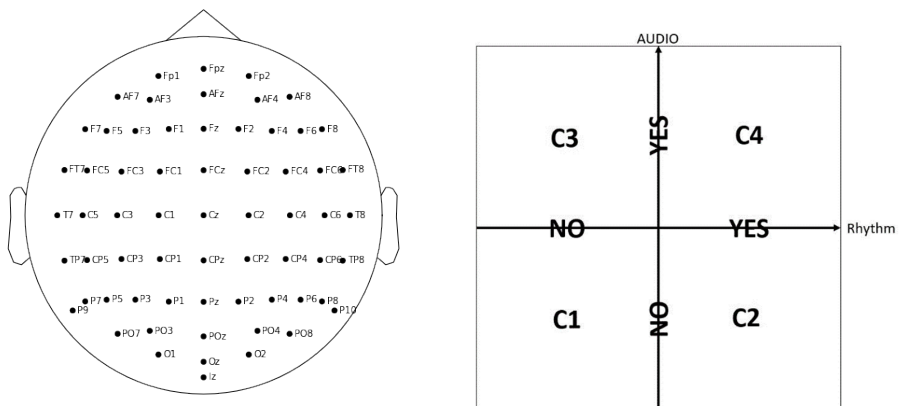 Fpz
Fp1 Fp2
AF7 AF3 AFz AF4 AF8
F7 F5 F3 F1 Fz F2 F4 F6 F8
FT7 FC5 FC3 FC1 FCz FC2 FC4 FC6 FT8
T7 C5 C3 C1 Cz C2 C4 C6 T8
TP7 CP5 CP3 CP1 CPz CP2 CP4 CP6 TP8
P7 P5 P3 P1 Pz P2 P4 P6 P8
P9 P10
PO7 PO3 POz PO4 PO8
O1 O2
Oz
Iz
AUDIO
C3 YES C4
NO YES Rhythm
C1 NO C2